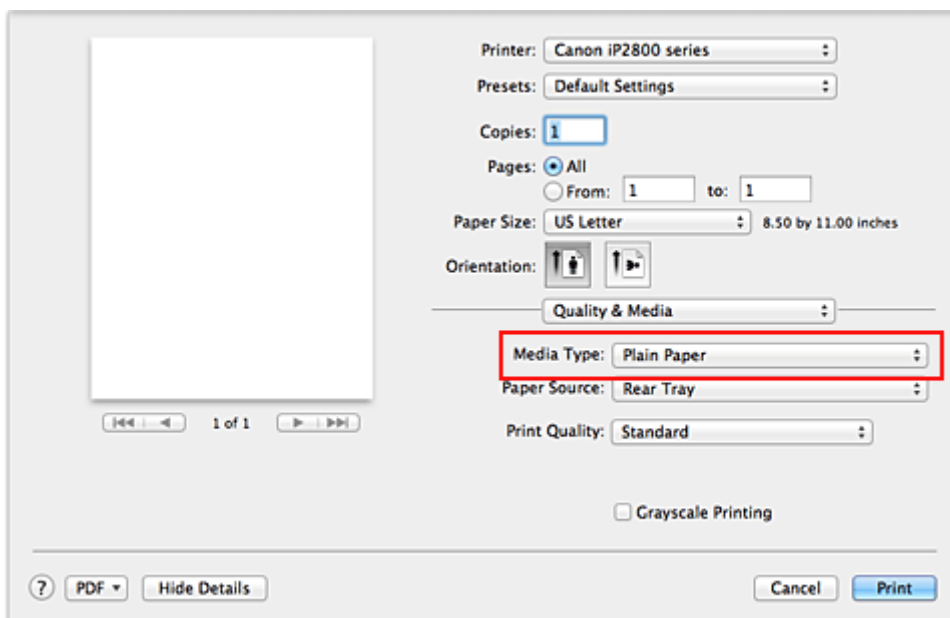 Printer: Canon iP2800 series
Presets: Default Settings
Copies: 1
Pages: All
From: 1 to: 1
Paper Size: US Letter 8.50 by 11.00 inches
Orientation:
Quality & Media
Media Type: Plain Paper
Paper Source: Rear Tray
1 of 1
Print Quality: Standard
Grayscale Printing
? PDF Hide Details Cancel Print